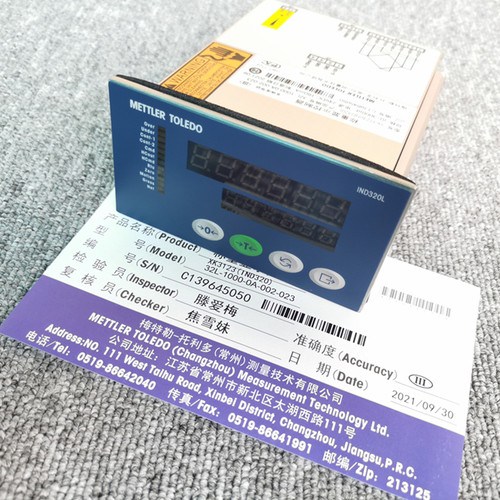 METTLER TOLEDO
IND320L
Over
Under
Zero
Net
→0←
→T←
产品名称(Product)
型号(Model) XK3123(IND320)
32L-1000-0A-002-023
编号(S/N) C139645050
检验员(Inspector) 滕爱梅
复核员(Checker) 焦雪妹
准确度(Accuracy) III
日期(Date) 2021/09/30
梅特勒-托利多(常州)测量技术有限公司
METTLER TOLEDO (Changzhou) Measurement Technology Ltd.
公司地址: 江苏省常州市新北区太湖西路111号
Address:NO. 111 West Taihu Road, Xinbei District, Changzhou, Jiangsu,P.R.C.
电话/Tel: 0519-86642040
传真/Fax: 0519-86641991
邮编/Zip: 213125